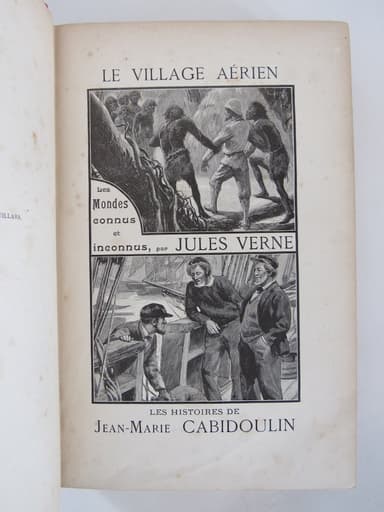 LE VILLAGE AÉRIEN
Les
Mondes
connus
et
inconnus, par JULES VERNE
LES HISTOIRES DE
JEAN-MARIE CABIDOULIN